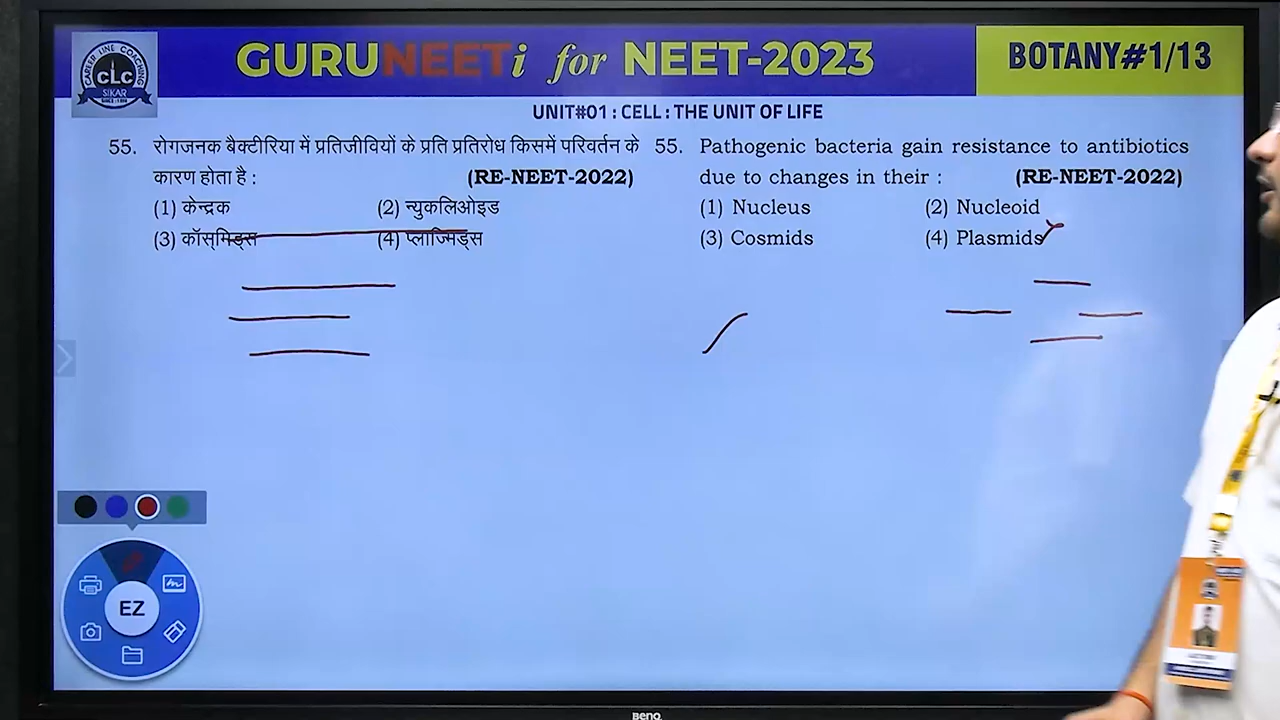 CAREER LINE COACHING
CLC
SIKAR
GURUNEETi for NEET-2023
BOTANY#1/13
UNIT#01 : CELL : THE UNIT OF LIFE
55. रोगजनक बैक्टीरिया में प्रतिजीवियों के प्रति प्रतिरोध किसमें परिवर्तन के
कारण होता है : (RE-NEET-2022)
(1) केन्द्रक (2) न्युकलिओइड
(3) कॉस्मिड्स (4) प्लाज्मिड्स
55. Pathogenic bacteria gain resistance to antibiotics
due to changes in their : (RE-NEET-2022)
(1) Nucleus (2) Nucleoid
(3) Cosmids (4) Plasmids
EZ
BenQ